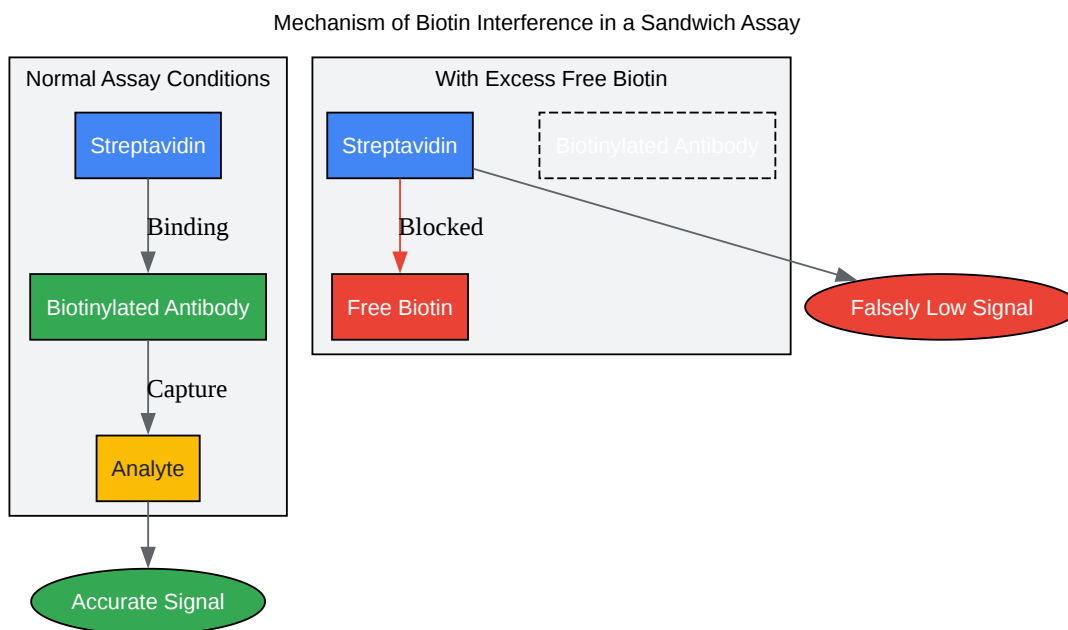 Mechanism of Biotin Interference in a Sandwich Assay
Normal Assay Conditions
Streptavidin
Binding
Biotinylated Antibody
Capture
Analyte
Accurate Signal
With Excess Free Biotin
Streptavidin
Biotinylated Antibody
Blocked
Free Biotin
Falsely Low Signal